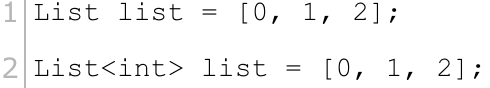 1 List list = [0, 1, 2];
2 List<int> list = [0, 1, 2];